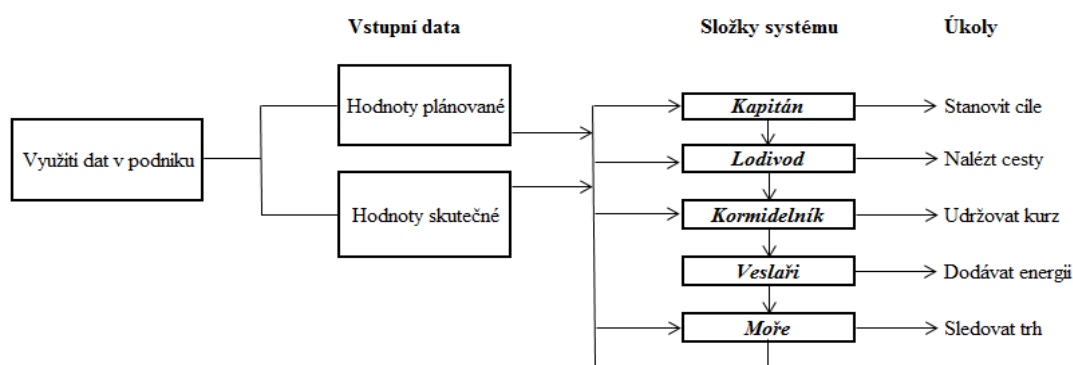 Vstupní data
Složky systému
Úkoly
Využití dat v podniku
Hodnoty plánované
Hodnoty skutečné
Kapitán
Stanovit cíle
Lodivod
Nalézt cesty
Kormidelník
Udržovat kurz
Veslaři
Dodávat energii
Moře
Sledovat trh